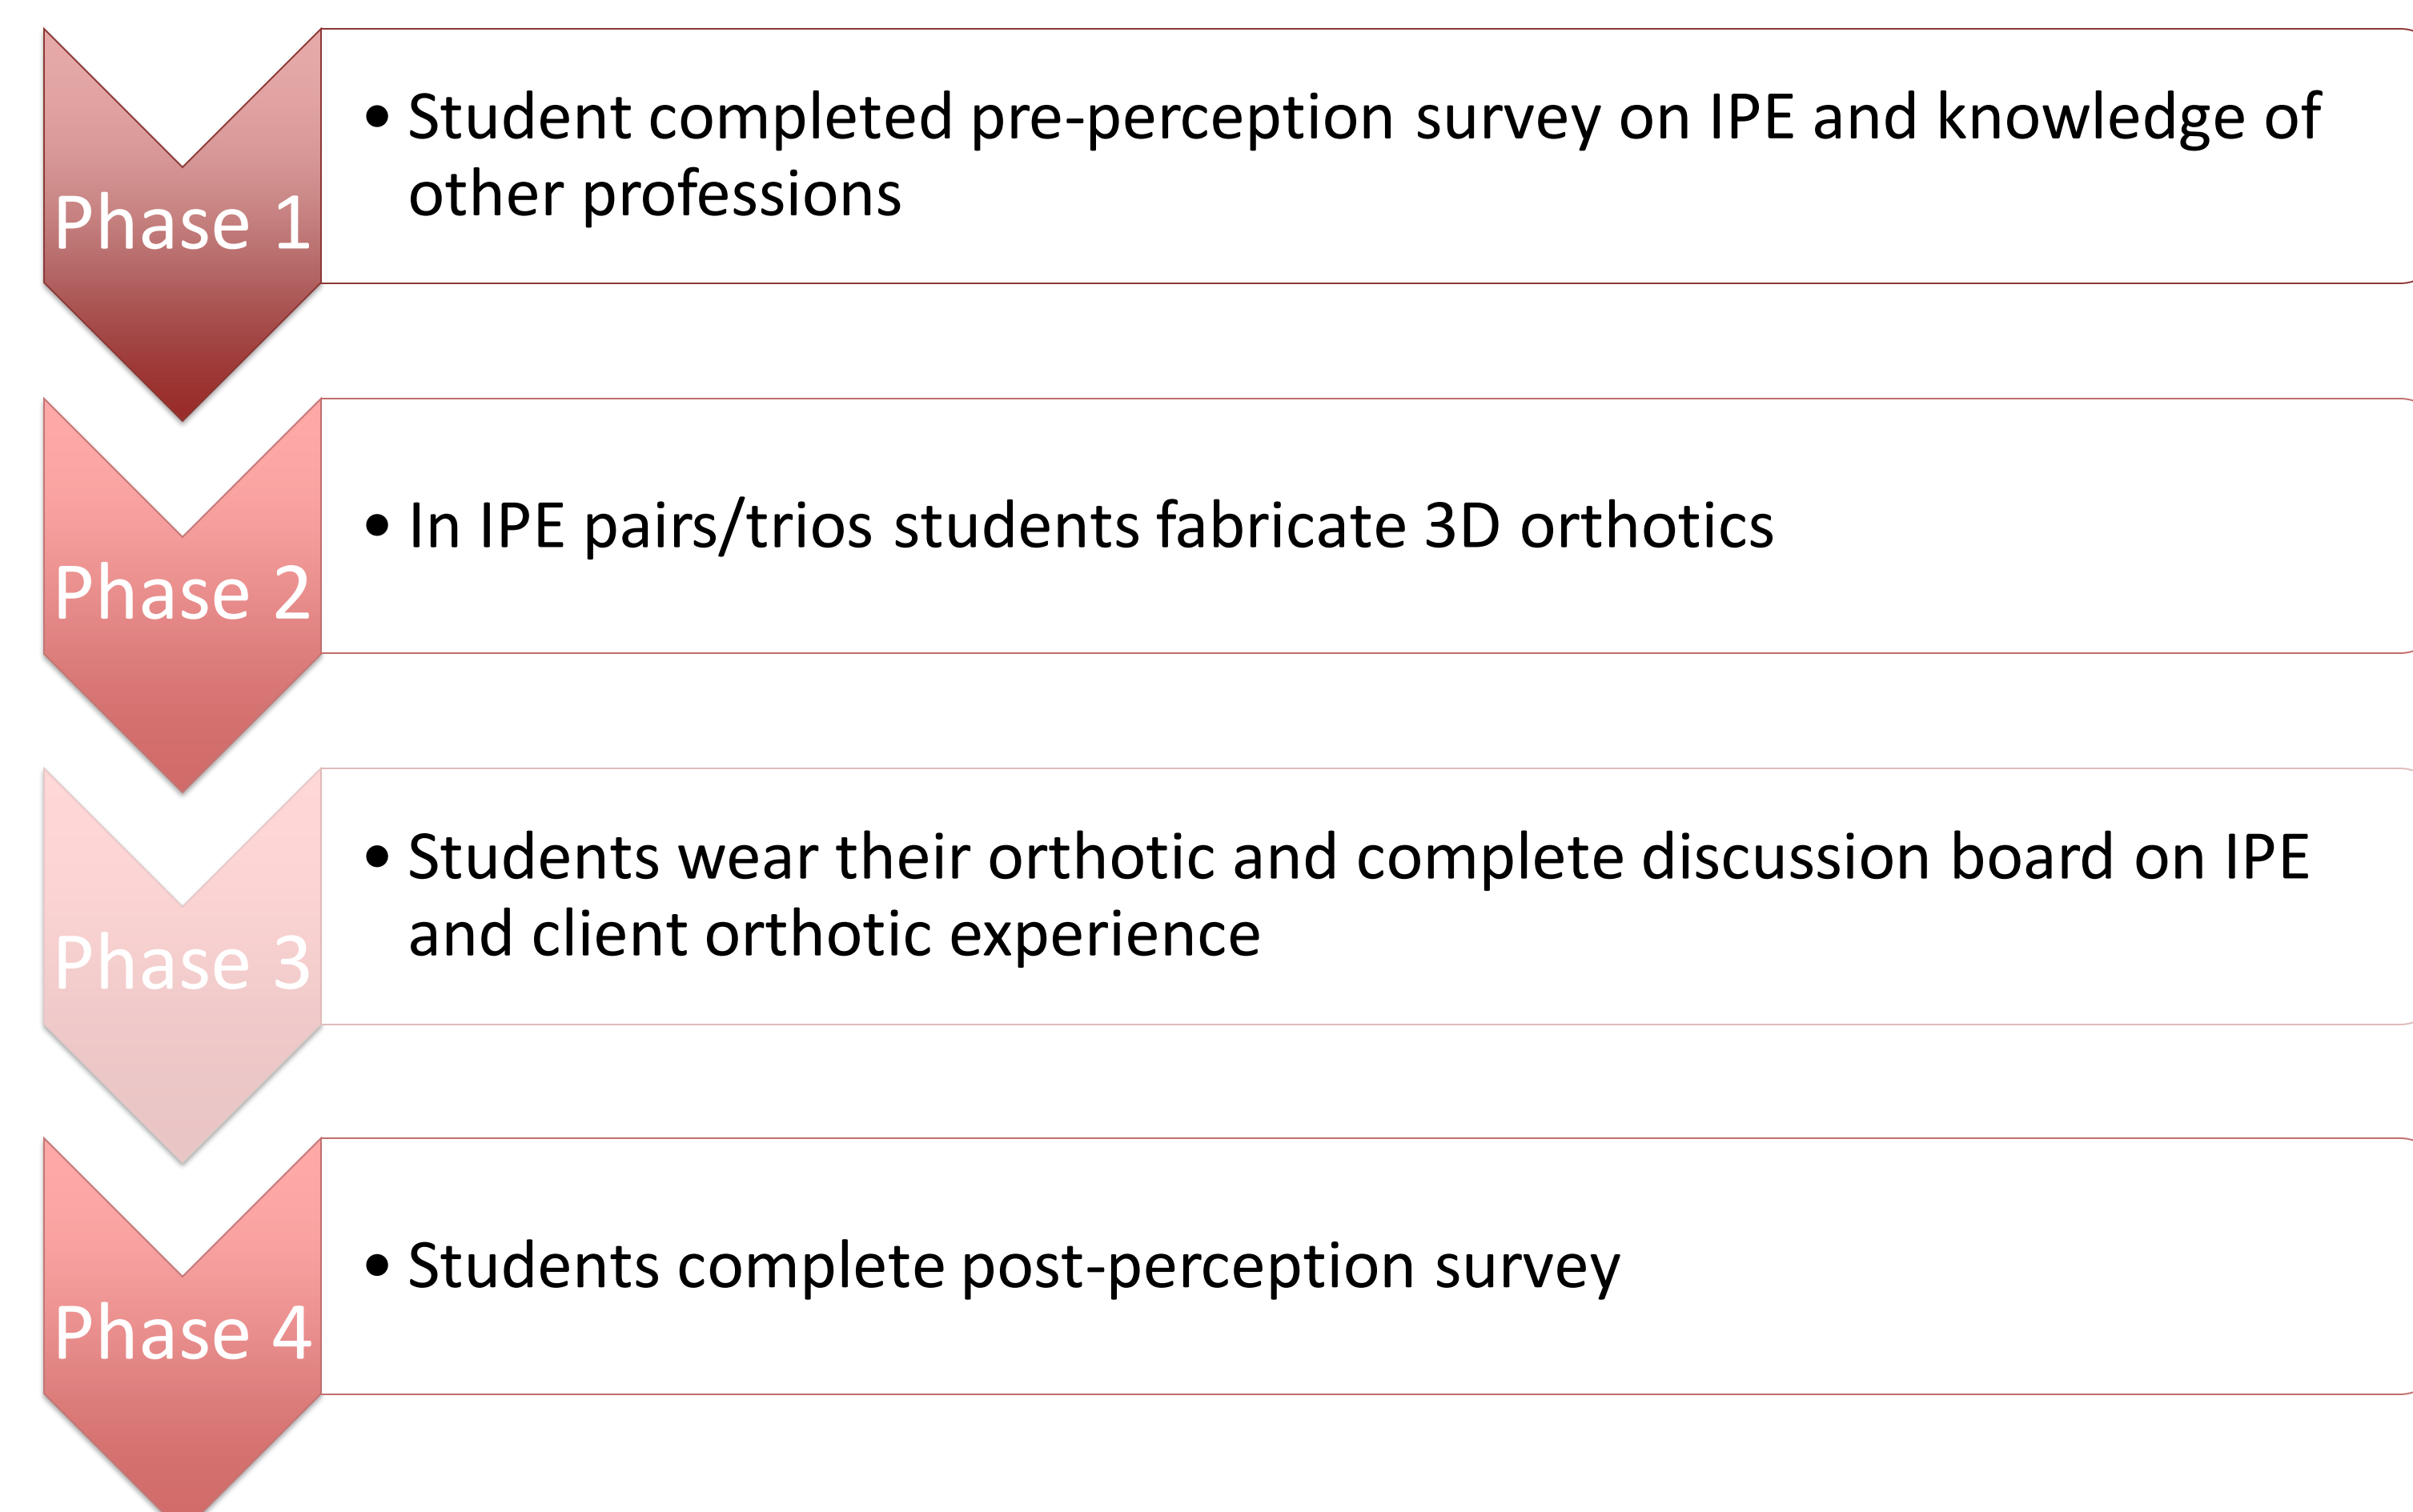 Phase 1
• Student completed pre-perception survey on IPE and knowledge of
other professions
Phase 2
• In IPE pairs/trios students fabricate 3D orthotics
Phase 3
• Students wear their orthotic and complete discussion board on IPE
and client orthotic experience
Phase 4
• Students complete post-perception survey